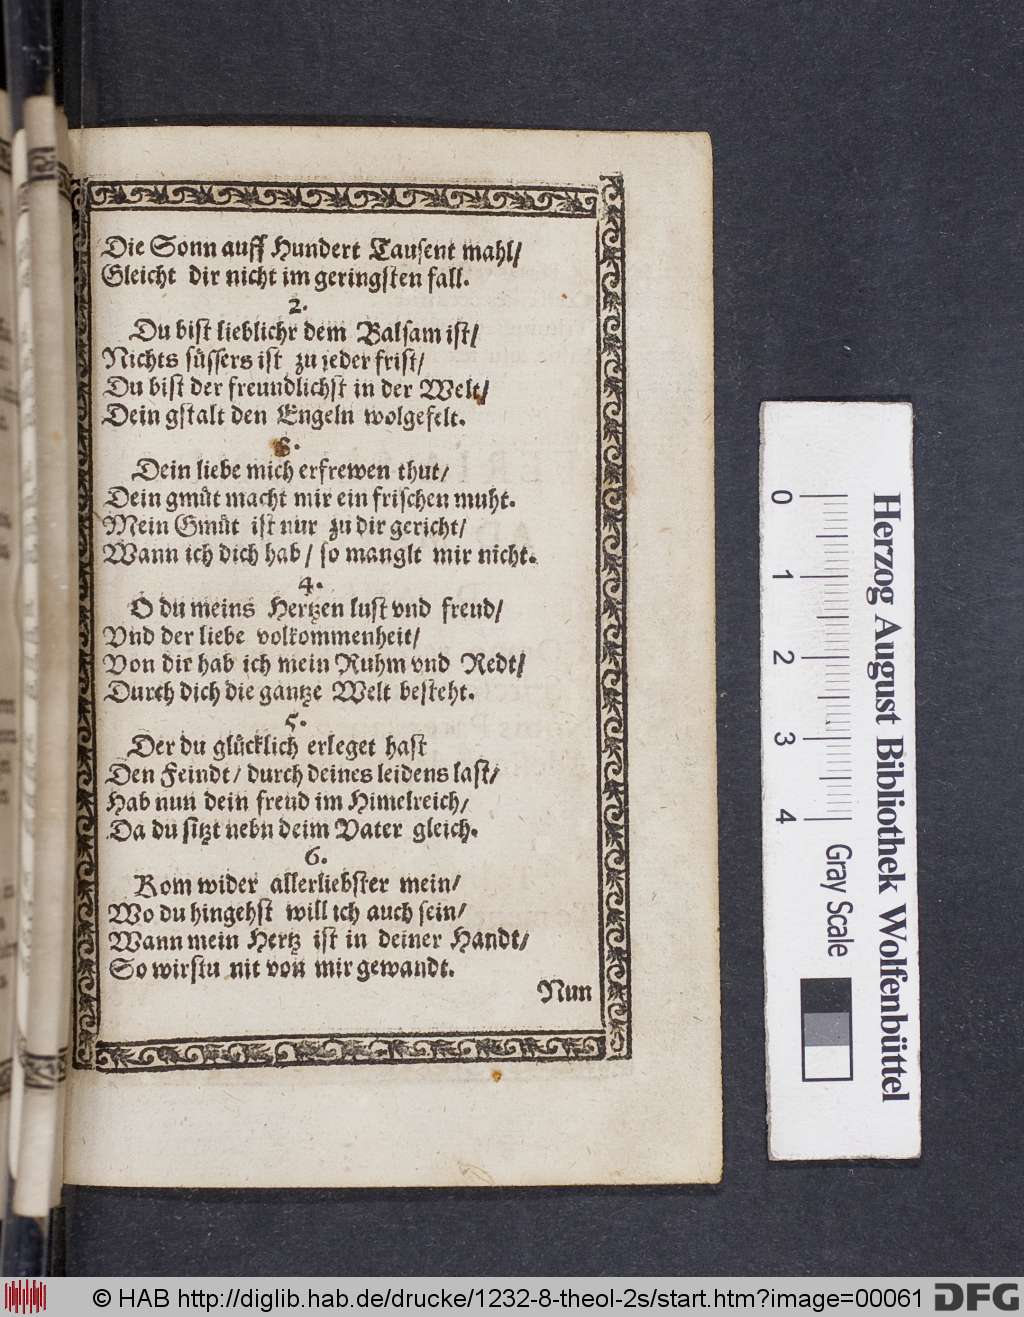 Die Sonn auff Hundert Tausent mahl/
Gleicht dir nicht im geringsten fall.
2.
Du bist lieblichr dem Balsam ist/
Nichts süssers ist zu jeder frist/
Du bist der freundlichst in der Welt/
Dein gstalt den Engeln wolgefelt.
3.
Dein liebe mich erfrewen thut/
Dein gmüt macht mir ein frischen muht.
Mein Gmüt ist nur zu dir gericht/
Wann ich dich hab/ so manglt mir nicht.
4.
O du meins Hertzen lust vnd freud/
Vnd der liebe volkommenheit/
Von dir hab ich mein Ruhm vnd Redt/
Durch dich die gantze Welt besteht.
5.
Der du glücklich erleget hast
Den Feindt/ durch deines leidens last/
Hab nun dein freud im Himelreich/
Da du sitzt nebn deim Vater gleich.
6.
Kom wider allerliebster mein/
Wo du hingehst will ich auch sein/
Wann mein Hertz ist in deiner Handt/
So wirstu nit von mir gewandt.
Nun
0 1 2 3 4 Gray Scale
Herzog August Bibliothek Wolfenbüttel
© HAB http://diglib.hab.de/drucke/1232-8-theol-2s/start.htm?image=00061
DFG